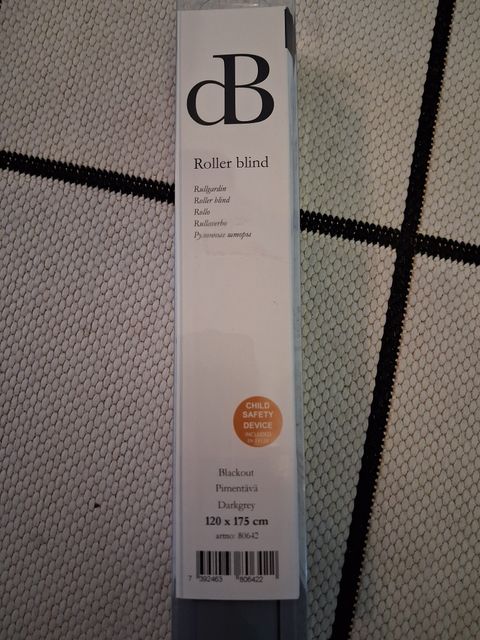 dB
Roller blind
Rullgardin
Roller blind
Rollo
Rullaverho
Рулонные шторы
CHILD
SAFETY
DEVICE
INCLUDED
Blackout
Pimentävä
Darkgrey
120 x 175 cm
artno: 80642
7 392463 806422